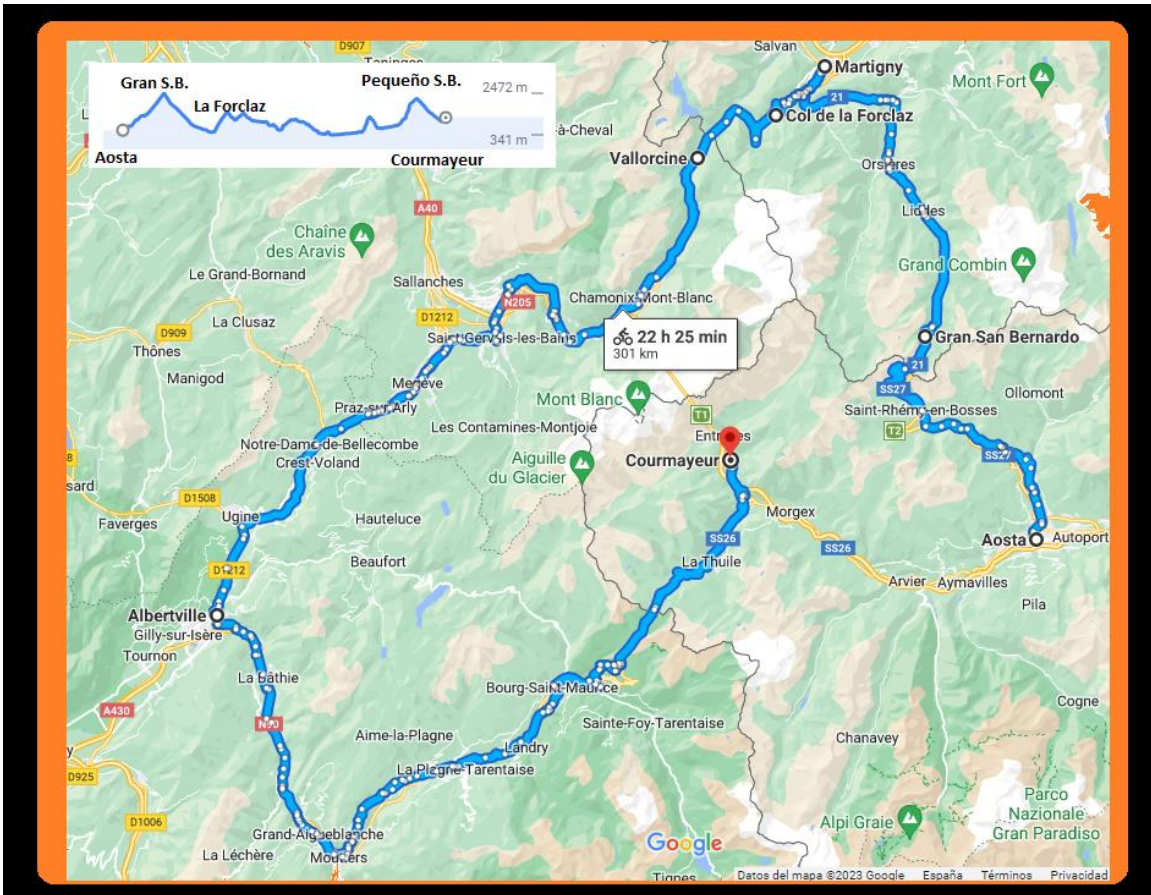 D907
Taninges
Salvan
Martigny
Mont Fort
Gran S.B.
Pequeño S.B.
2472 m
La Forclaz
21
Col de la Forclaz
341 m
à-Cheval
Aosta
Courmayeur
Vallorcine
Orsières
A40
Liddes
Chaîne
des Aravis
Grand Combin
Le Grand-Bornand
Sallanches
Chamonix-Mont-Blanc
N205
D1212
La Clusaz
D909
Saint-Gervais-les-Bains
22 h 25 min
301 km
Gran San Bernardo
Thônes
21
Manigod
Megève
SS27
Ollomont
Mont Blanc
Praz-sur-Arly
T1
Saint-Rhémy-en-Bosses
Les Contamines-Montjoie
T2
Entrèves
Notre-Dame-de-Bellecombe
Crest-Voland
Aiguille
du Glacier
Courmayeur
SS27
D1508
Faverges
Ugine
Hauteluce
Morgex
SS26
SS26
Aosta
Autoport
Beaufort
La Thuile
D1212
Arvier
Aymavilles
Pila
Albertville
Gilly-sur-Isère
Tournon
La Bâthie
Bourg-Saint-Maurice
A430
N90
Sainte-Foy-Tarentaise
Cogne
Aime-la-Plagne
Chanavey
Landry
D925
La Plagne-Tarentaise
Parco
Nazionale
Gran Paradiso
D1006
Alpi Graie
Grand-Aigueblanche
La Léchère
Moûtiers
Google
Tignes
Datos del mapa ©2023 Google
España
Términos
Privacidad